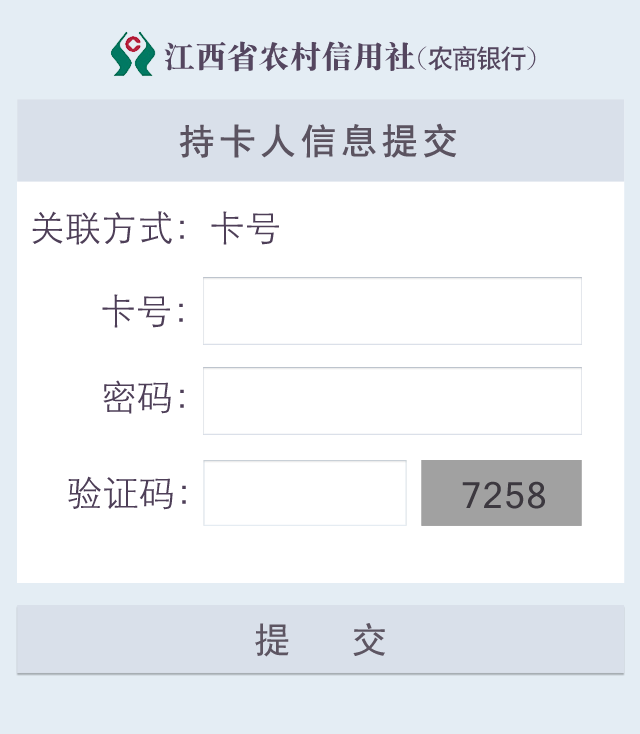 江西省农村信用社(农商银行)
持卡人信息提交
关联方式：卡号
卡号：
密码：
验证码： 7258
提 交